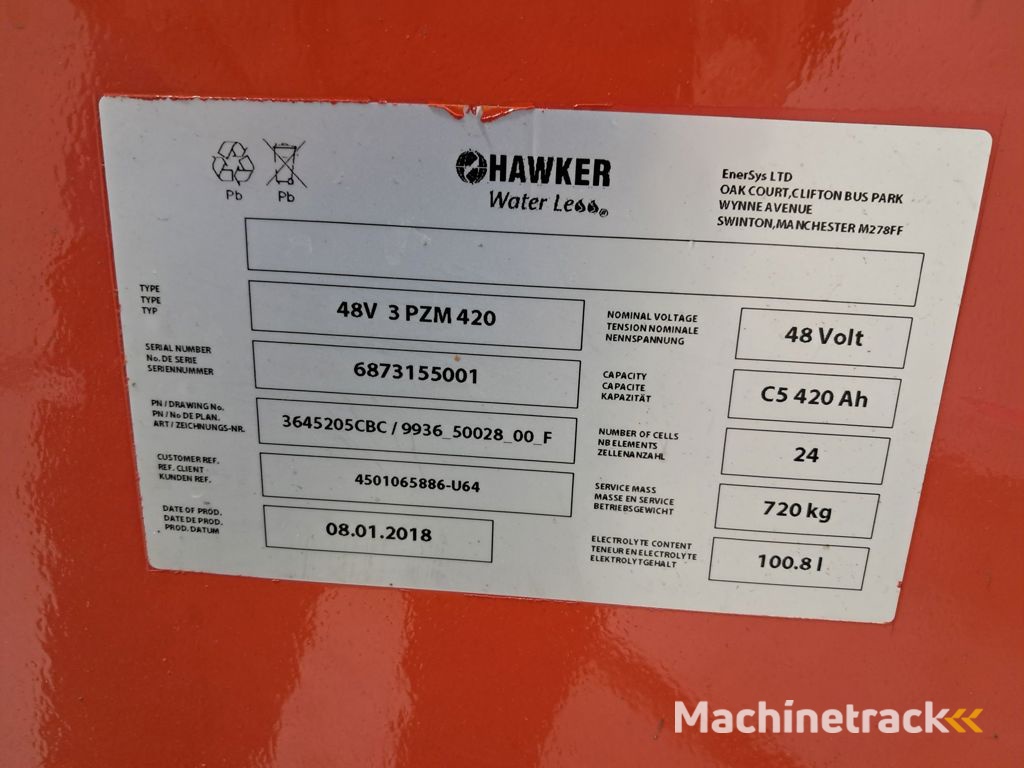 Pb
Pb
HAWKER
Water Less®
EnerSys LTD
OAK COURT,CLIFTON BUS PARK
WYNNE AVENUE
SWINTON,MANCHESTER M278FF
TYPE
TYPE
TYP
48V 3 PZM 420
SERIAL NUMBER
No. DE SERIE
SERIENNUMMER
6873155001
PN / DRAWING No.
PN / No DE PLAN.
ART / ZEICHNUNGS-NR.
3645205CBC / 9936_50028_00_F
CUSTOMER REF.
REF. CLIENT
KUNDEN REF.
4501065886-U64
DATE OF PROD.
DATE DE PROD.
PROD. DATUM
08.01.2018
NOMINAL VOLTAGE
TENSION NOMINALE
NENNSPANNUNG
48 Volt
CAPACITY
CAPACITE
KAPAZITÄT
C5 420 Ah
NUMBER OF CELLS
NB ELEMENTS
ZELLENANZAHL
24
SERVICE MASS
MASSE EN SERVICE
BETRIEBSGEWICHT
720 kg
ELECTROLYTE CONTENT
TENEUR EN ELECTROLYTE
ELEKTROLYTGEHALT
100.8 l
Machinetrack